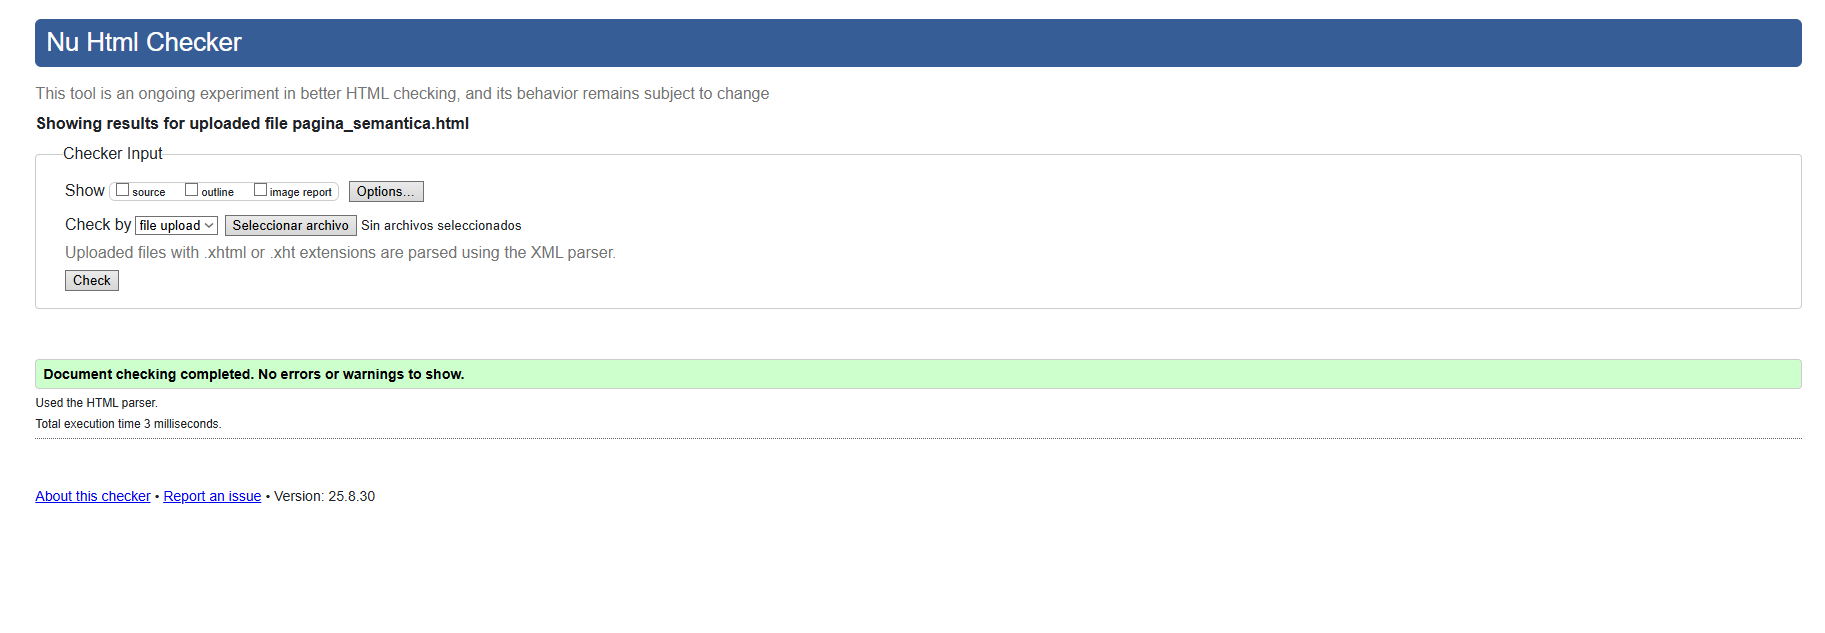 Nu Html Checker
This tool is an ongoing experiment in better HTML checking, and its behavior remains subject to change
Showing results for uploaded file pagina_semantica.html
Checker Input
Show source outline image report Options...
Check by file upload Seleccionar archivo Sin archivos seleccionados
Uploaded files with .xhtml or .xht extensions are parsed using the XML parser.
Check
Document checking completed. No errors or warnings to show.
Used the HTML parser.
Total execution time 3 milliseconds.
About this checker • Report an issue • Version: 25.8.30